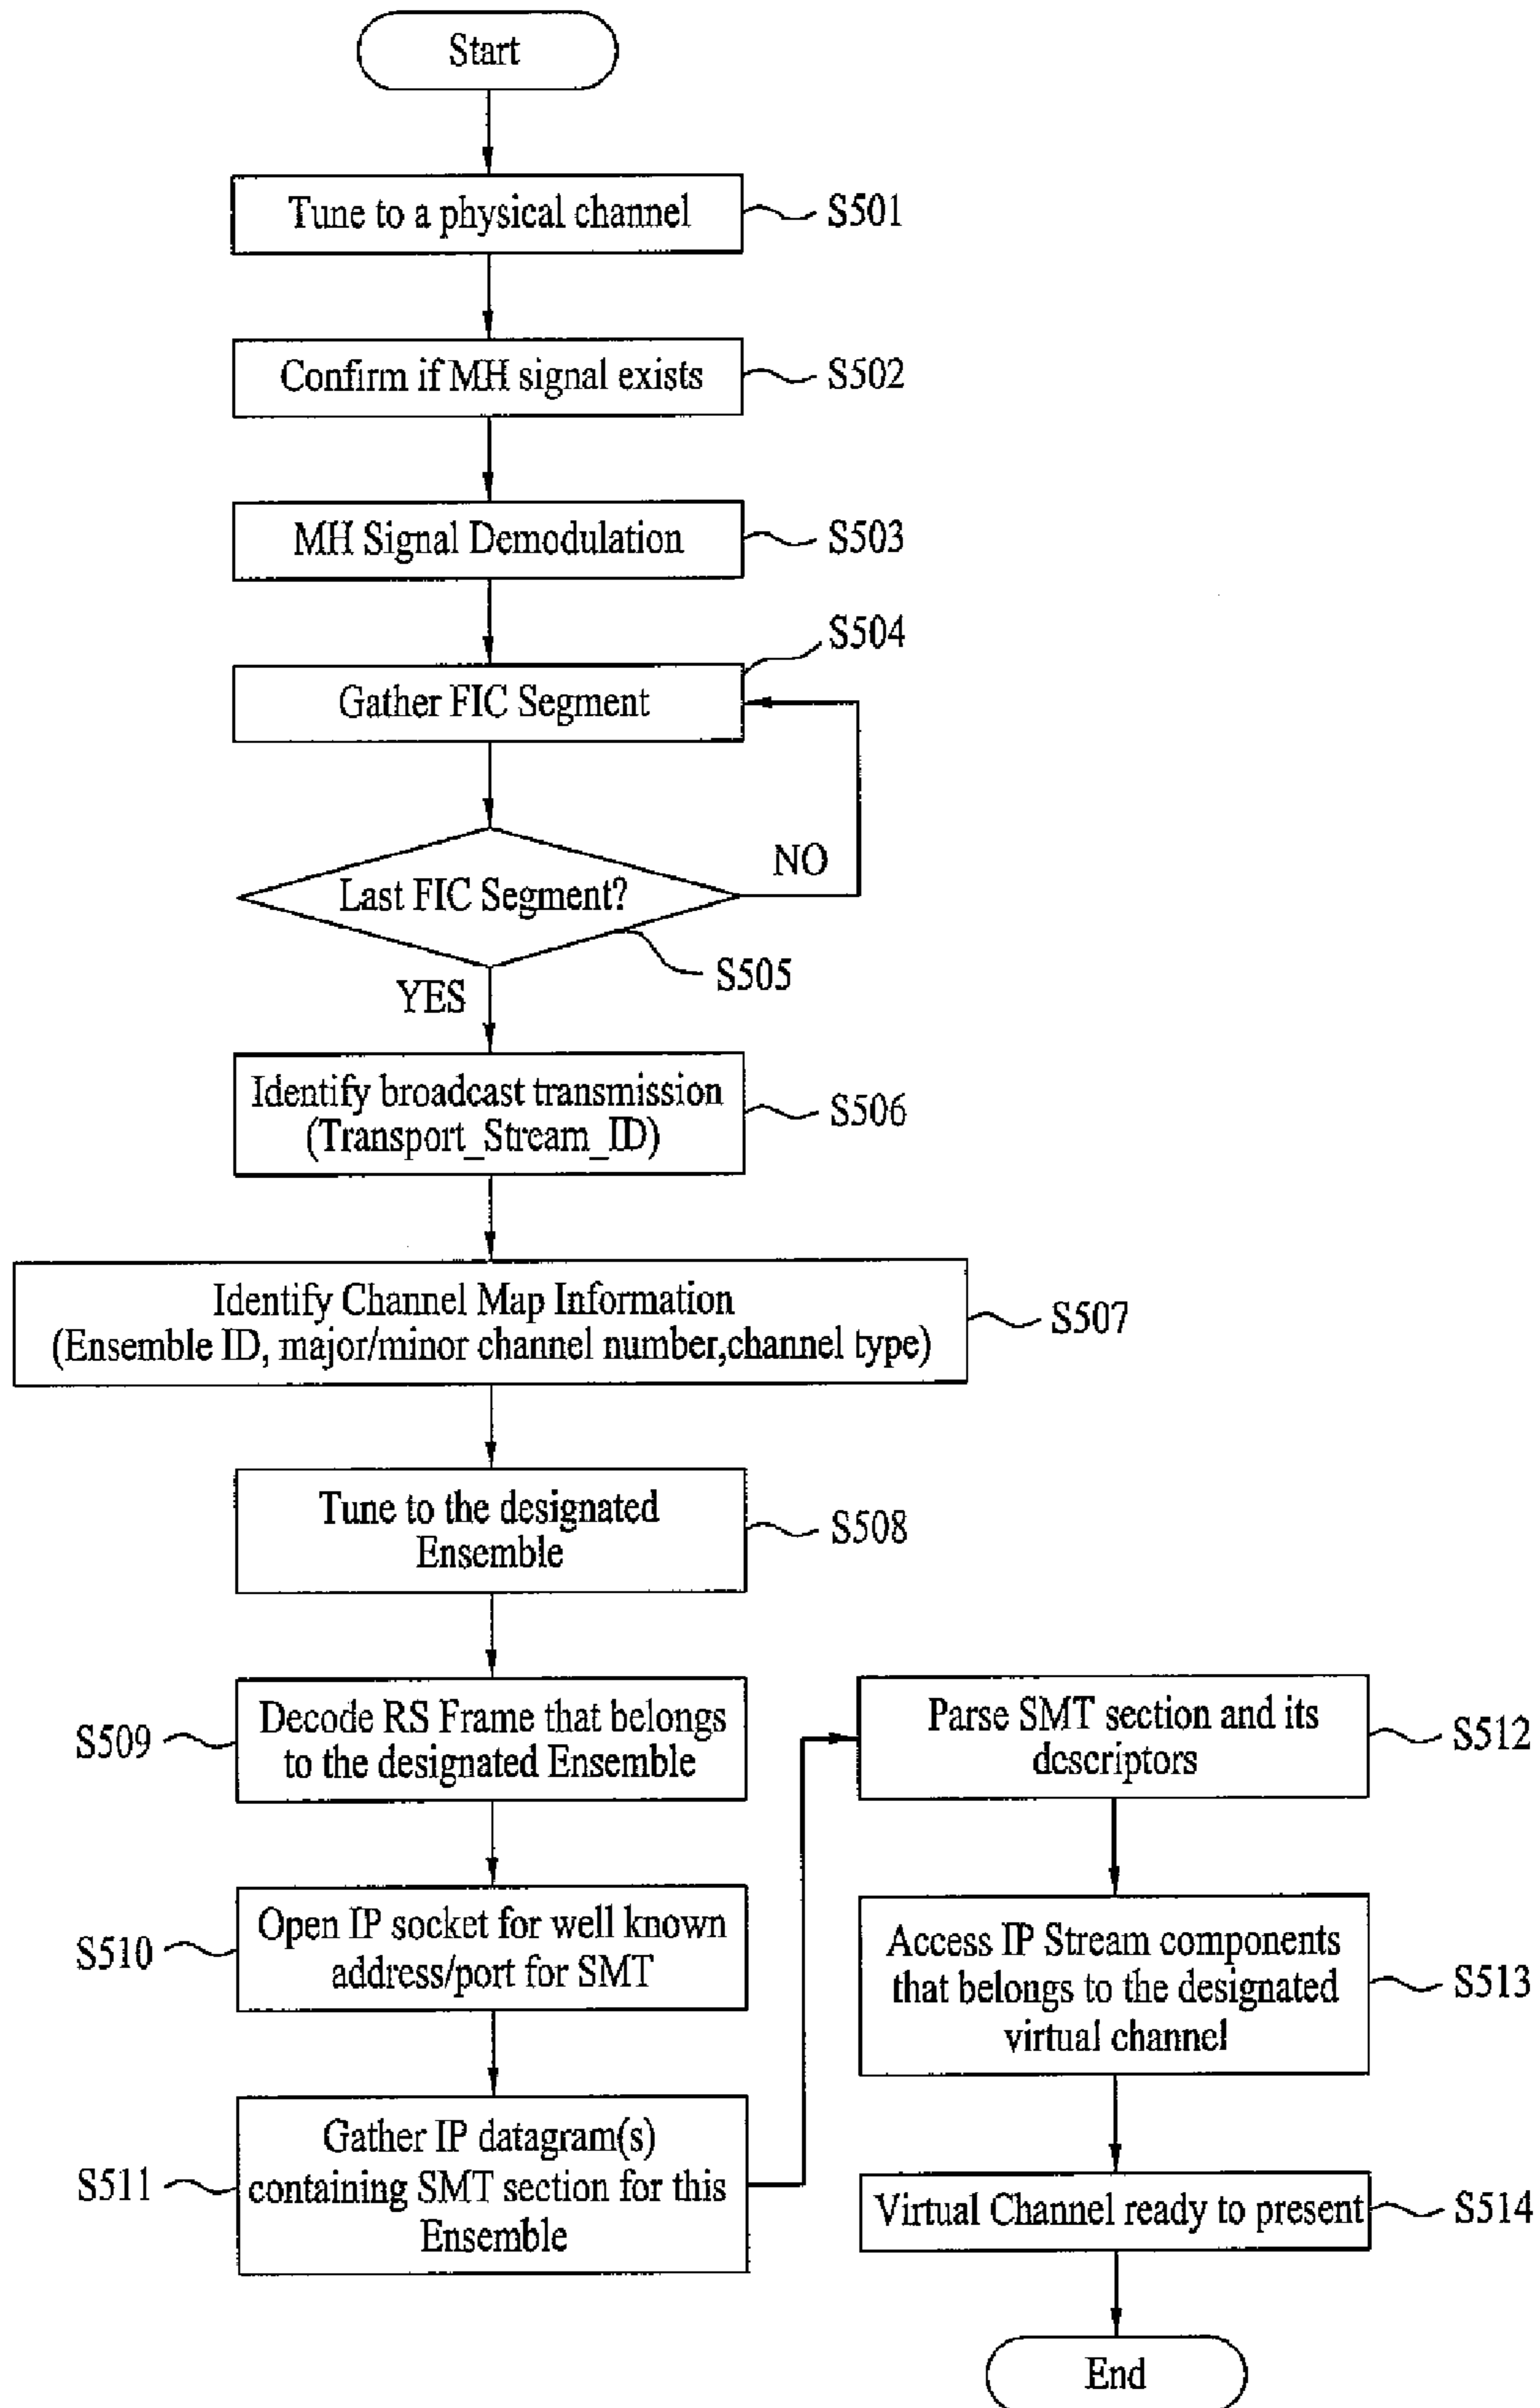 Start
Tune to a physical channel
S501
Confirm if MH signal exists
S502
MH Signal Demodulation
S503
S504
Gather FIC Segment
NO
Last FIC Segment?
S505
YES
Identify broadcast transmission
(Transport_Stream_ID)
S506
Identify Channel Map Information
(Ensemble ID, major/minor channel number,channel type)
S507
Tune to the designated
Ensemble
S508
S509
Decode RS Frame that belongs
to the designated Ensemble
S510
Open IP socket for well known
address/port for SMT
S511
Gather IP datagram(s)
containing SMT section for this
Ensemble
Parse SMT section and its
descriptors
S512
Access IP Stream components
that belongs to the designated
virtual channel
S513
Virtual Channel ready to present
S514
End